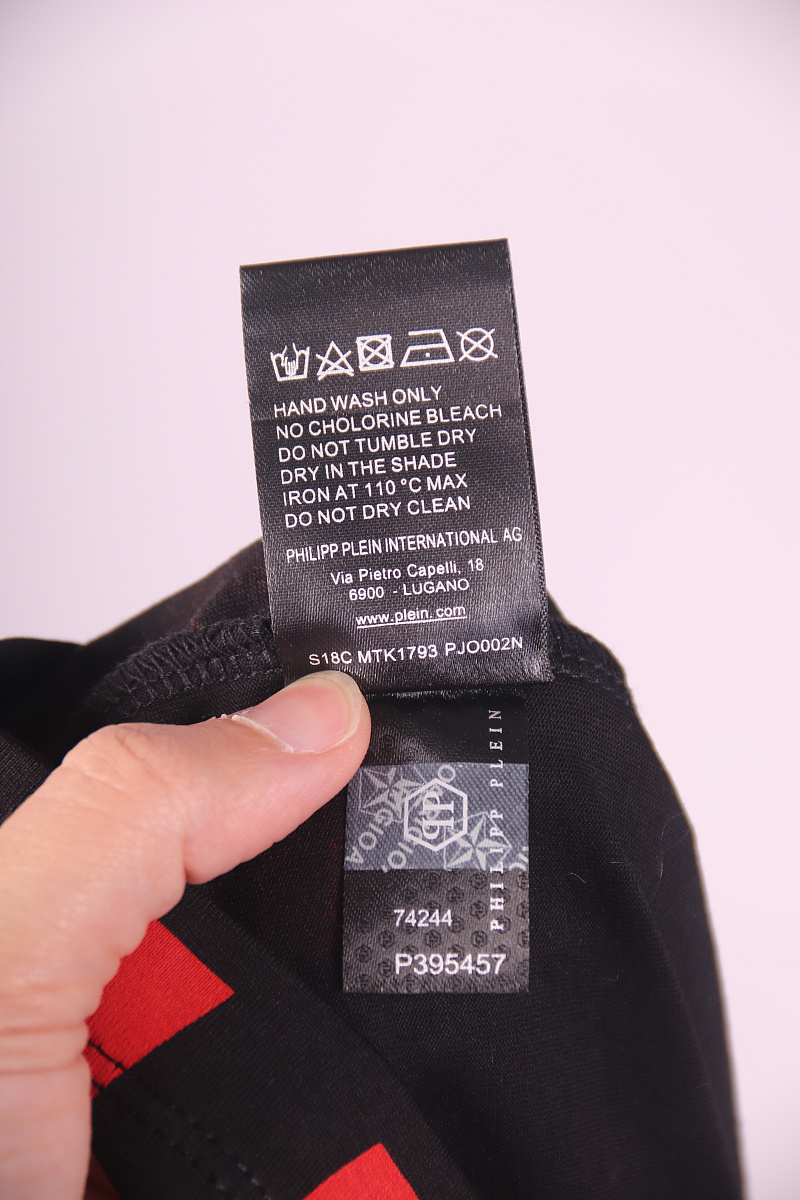 HAND WASH ONLY
NO CHOLORINE BLEACH
DO NOT TUMBLE DRY
DRY IN THE SHADE
IRON AT 110 °C MAX
DO NOT DRY CLEAN
PHILIPP PLEIN INTERNATIONAL AG
Via Pietro Capelli, 18
6900 - LUGANO
www.plein.com
S18C MTK1793 PJO002N
PHILIPP PLEIN
74244
P395457